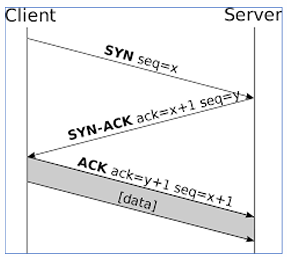 Client
Server
SYN seq=x
SYN-ACK ack=x+1 seq=y
ACK ack=y+1 seq=x+1
[data]